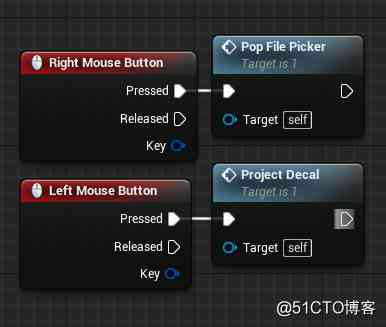 Right Mouse Button
Pressed
Released
Key
Pop File Picker
Target is 1
Target self
Left Mouse Button
Pressed
Released
Key
Project Decal
Target is 1
Target self
@51CTO博客